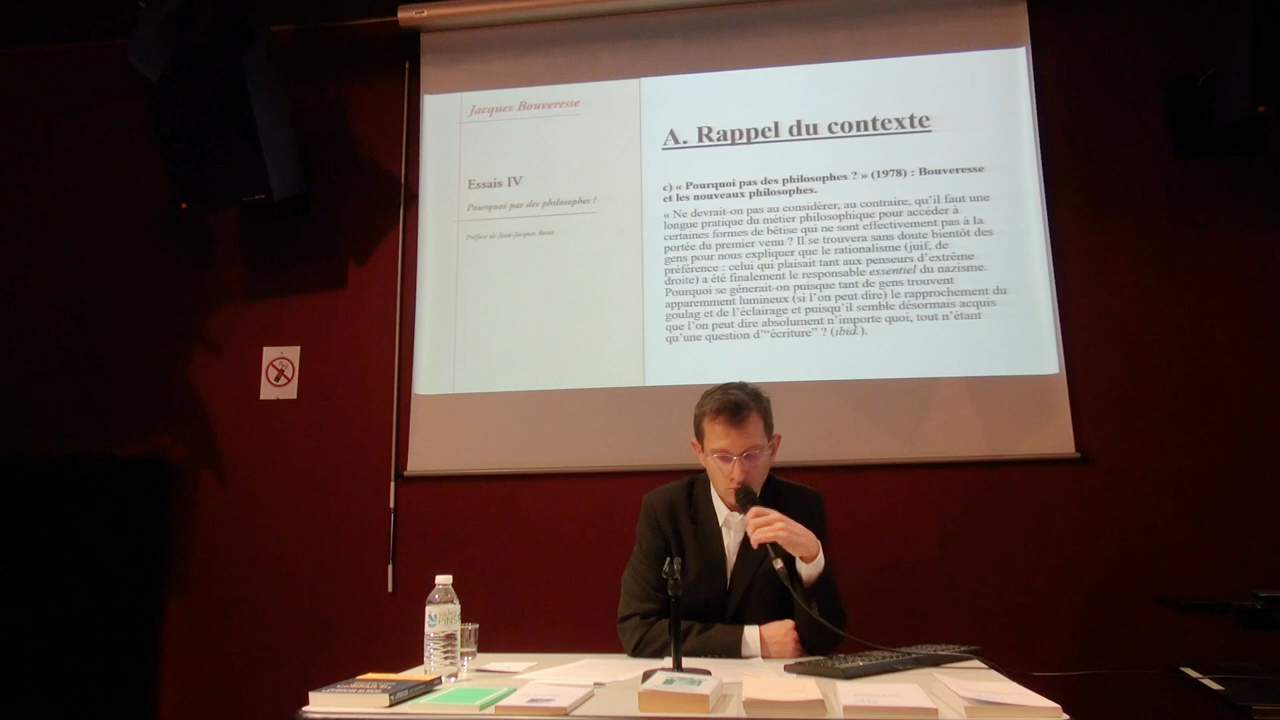 Jacques Bouveresse
Essais IV
Pourquoi pas des philosophes ?
Préface de Jean-Jacques Rosat
A. Rappel du contexte
c) « Pourquoi pas des philosophes ? » (1978) : Bouveresse
et les nouveaux philosophes.
« Ne devrait-on pas au considérer, au contraire, qu'il faut une
longue pratique du métier philosophique pour accéder à
certaines formes de bêtise qui ne sont effectivement pas à la
portée du premier venu ? Il se trouvera sans doute bientôt des
gens pour nous expliquer que le rationalisme (juif, de
préférence : celui qui plaisait tant aux penseurs d'extrême
droite) a été finalement le responsable essentiel du nazisme.
Pourquoi se gênerait-on puisque tant de gens trouvent
apparemment lumineux (si l'on peut dire) le rapprochement du
goulag et de l'éclairage et puisqu'il semble désormais acquis
que l'on peut dire absolument n'importe quoi, tout n'étant
qu'une question d'“écriture” ? (ibid.).